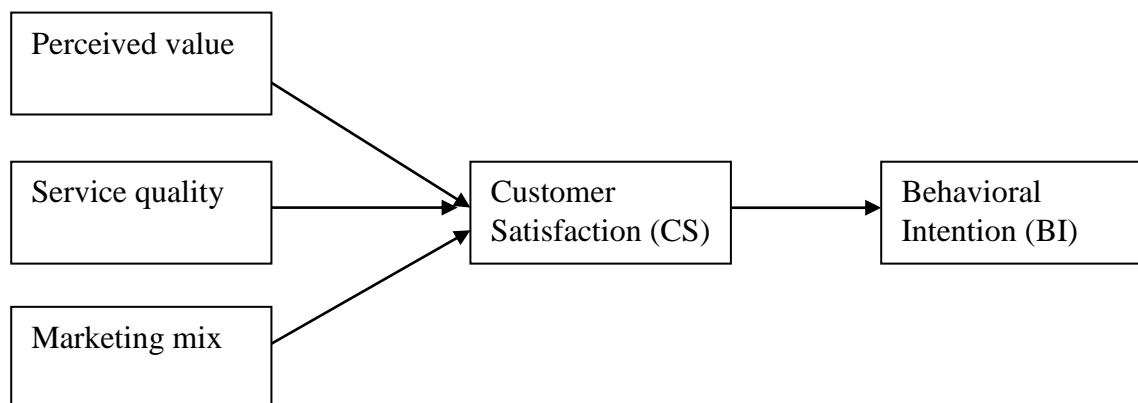 Perceived value
Service quality
Customer
Satisfaction (CS)
Behavioral
Intention (BI)
Marketing mix